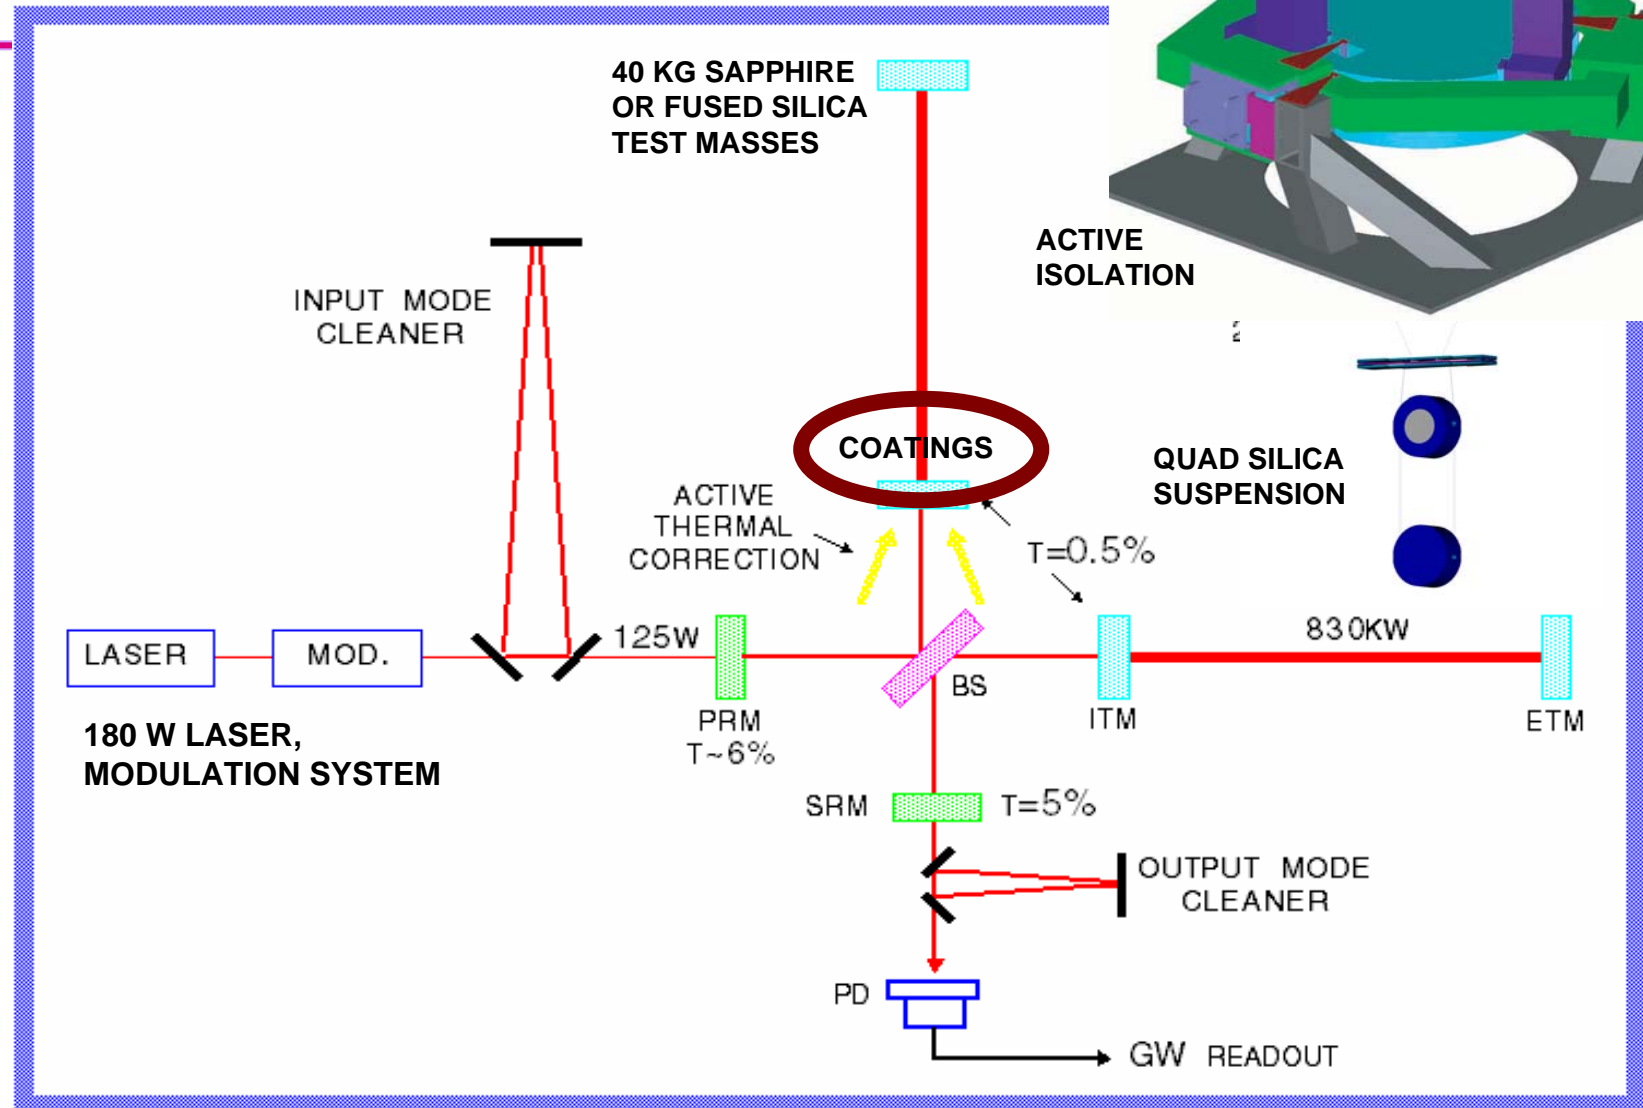 40 KG SAPPHIRE
OR FUSED SILICA
TEST MASSES
ACTIVE
ISOLATION
INPUT MODE
CLEANER
COATINGS
QUAD SILICA
SUSPENSION
ACTIVE
THERMAL
CORRECTION
T=0.5%
LASER
MOD.
125W
830KW
BS
PRM
T~6%
ITM
ETM
180 W LASER,
MODULATION SYSTEM
SRM
T=5%
OUTPUT MODE
CLEANER
PD
GW READOUT